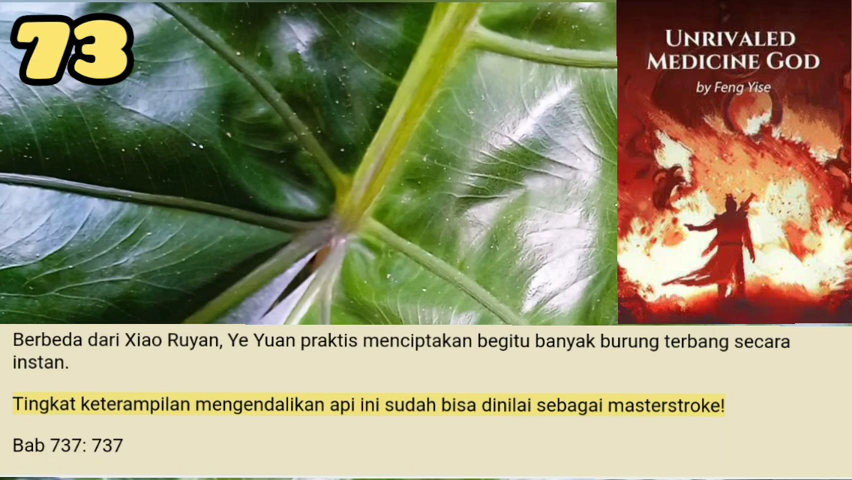 73
UNRIVALED
MEDICINE GOD
by Feng Yise
Berbeda dari Xiao Ruyan, Ye Yuan praktis menciptakan begitu banyak burung terbang secara
instan.
Tingkat keterampilan mengendalikan api ini sudah bisa dinilai sebagai masterstroke!
Bab 737: 737